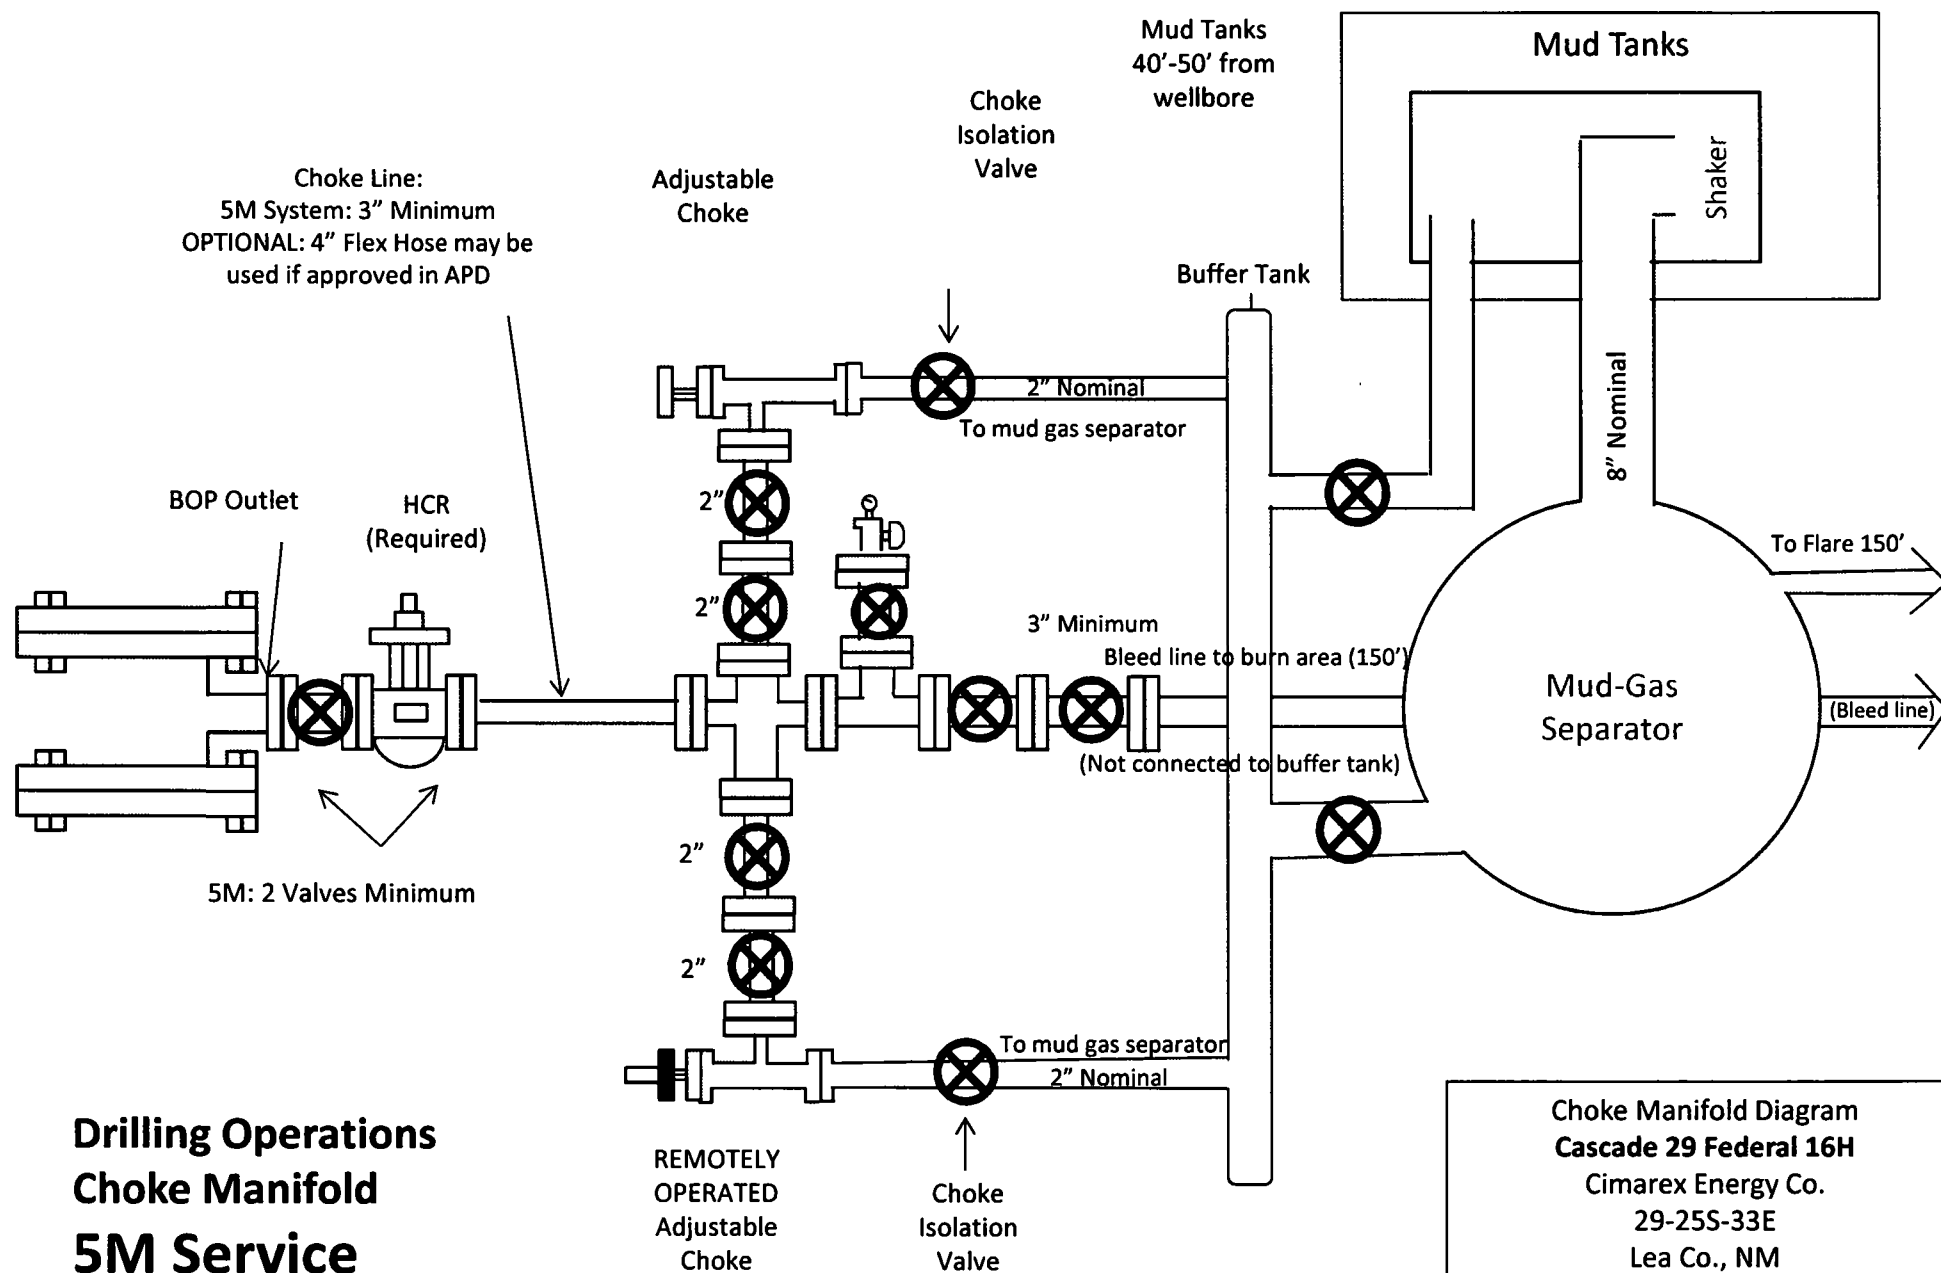 Mud Tanks
40’-50’ from
wellbore
Mud Tanks
Shaker
Choke
Isolation
Valve
Choke Line:
5M System: 3” Minimum
OPTIONAL: 4” Flex Hose may be
used if approved in APD
Adjustable
Choke
Buffer Tank
2” Nominal
To mud gas separator
8” Nominal
BOP Outlet
HCR
(Required)
2”
2”
To Flare 150’
3” Minimum
Bleed line to burn area (150’)
Mud-Gas
Separator
(Bleed line)
(Not connected to buffer tank)
5M: 2 Valves Minimum
2”
2”
To mud gas separator
2” Nominal
REMOTELY
OPERATED
Adjustable
Choke
Choke
Isolation
Valve
Drilling Operations
Choke Manifold
5M Service
Choke Manifold Diagram
Cascade 29 Federal 16H
Cimarex Energy Co.
29-25S-33E
Lea Co., NM